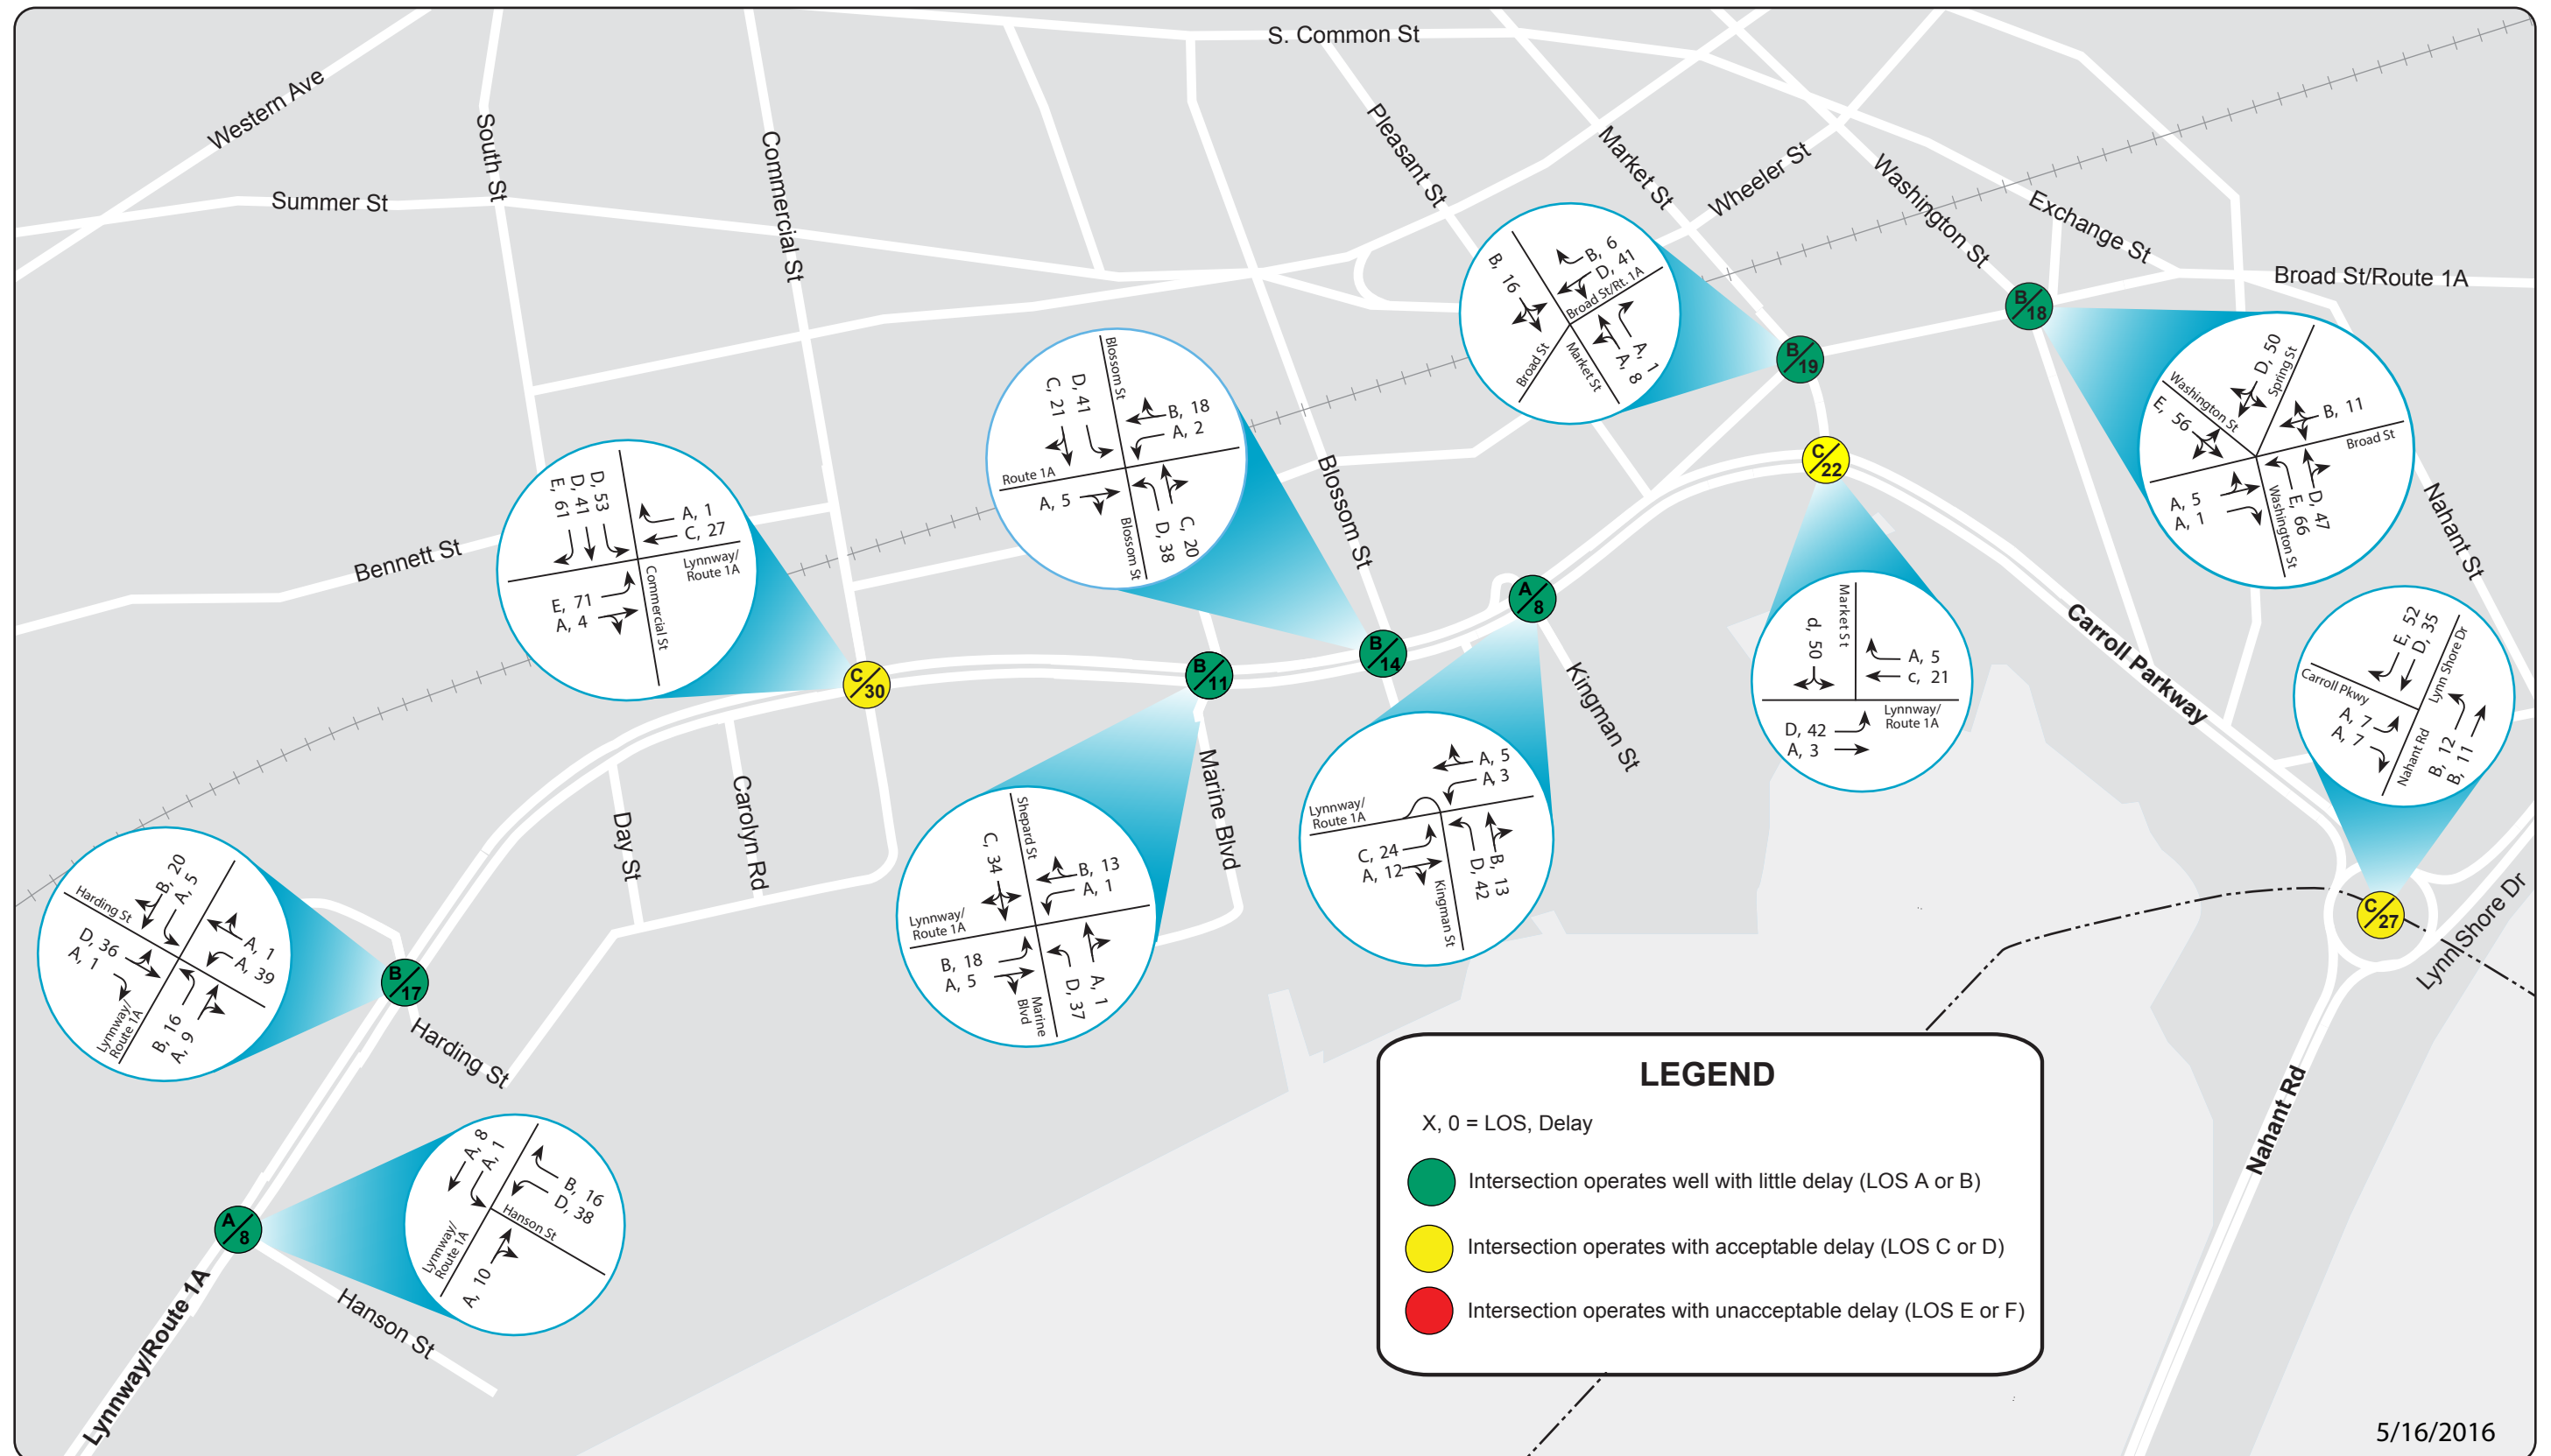 S. Common St
Western Ave
South St
Commercial St
Pleasant St
Market St
Wheeler St
Washington St
Exchange St
Broad St/Route 1A
Summer St
Bennett St
Blossom St
Kingman St
Carroll Parkway
Nahant St
Marine Blvd
Day St
Carolyn Rd
Harding St
Hanson St
Lynnway/Route 1A
Nahant Rd
Lynn Shore Dr
B/19
B, 16
B, 6
D, 41
Broad St/Rt. 1A
Broad St
Market St
A, 1
A, 8
B/18
D, 50
Spring St
Washington St
E, 56
B, 11
Broad St
A, 5
A, 1
Washington St
E, 66
D, 47
C/22
Market St
d, 50
A, 5
c, 21
Lynnway/
Route 1A
D, 42
A, 3
B/14
Blossom St
C, 21
D, 41
B, 18
A, 2
Route 1A
A, 5
Blossom St
D, 38
C, 20
C/30
E, 61
D, 41
D, 53
A, 1
C, 27
Lynnway/
Route 1A
E, 71
A, 4
Commercial St
B/11
Shepard St
C, 34
B, 13
A, 1
Lynnway/
Route 1A
B, 18
A, 5
Marine
Blvd
D, 37
A, 1
A/8
A, 5
A, 3
Lynnway/
Route 1A
C, 24
A, 12
Kingman St
D, 42
B, 13
C/27
E, 52
D, 35
Lynn Shore Dr
Carroll Pkwy
A, 7
A, 7
Nahant Rd
B, 12
B, 11
B/17
B, 20
A, 5
Harding St
D, 36
A, 1
A, 1
A, 39
Lynnway/
Route 1A
B, 16
A, 9
A/8
A, 8
A, 1
B, 16
D, 38
Hanson St
Lynnway/
Route 1A
A, 10
LEGEND
X, 0 = LOS, Delay
Intersection operates well with little delay (LOS A or B)
Intersection operates with acceptable delay (LOS C or D)
Intersection operates with unacceptable delay (LOS E or F)
5/16/2016